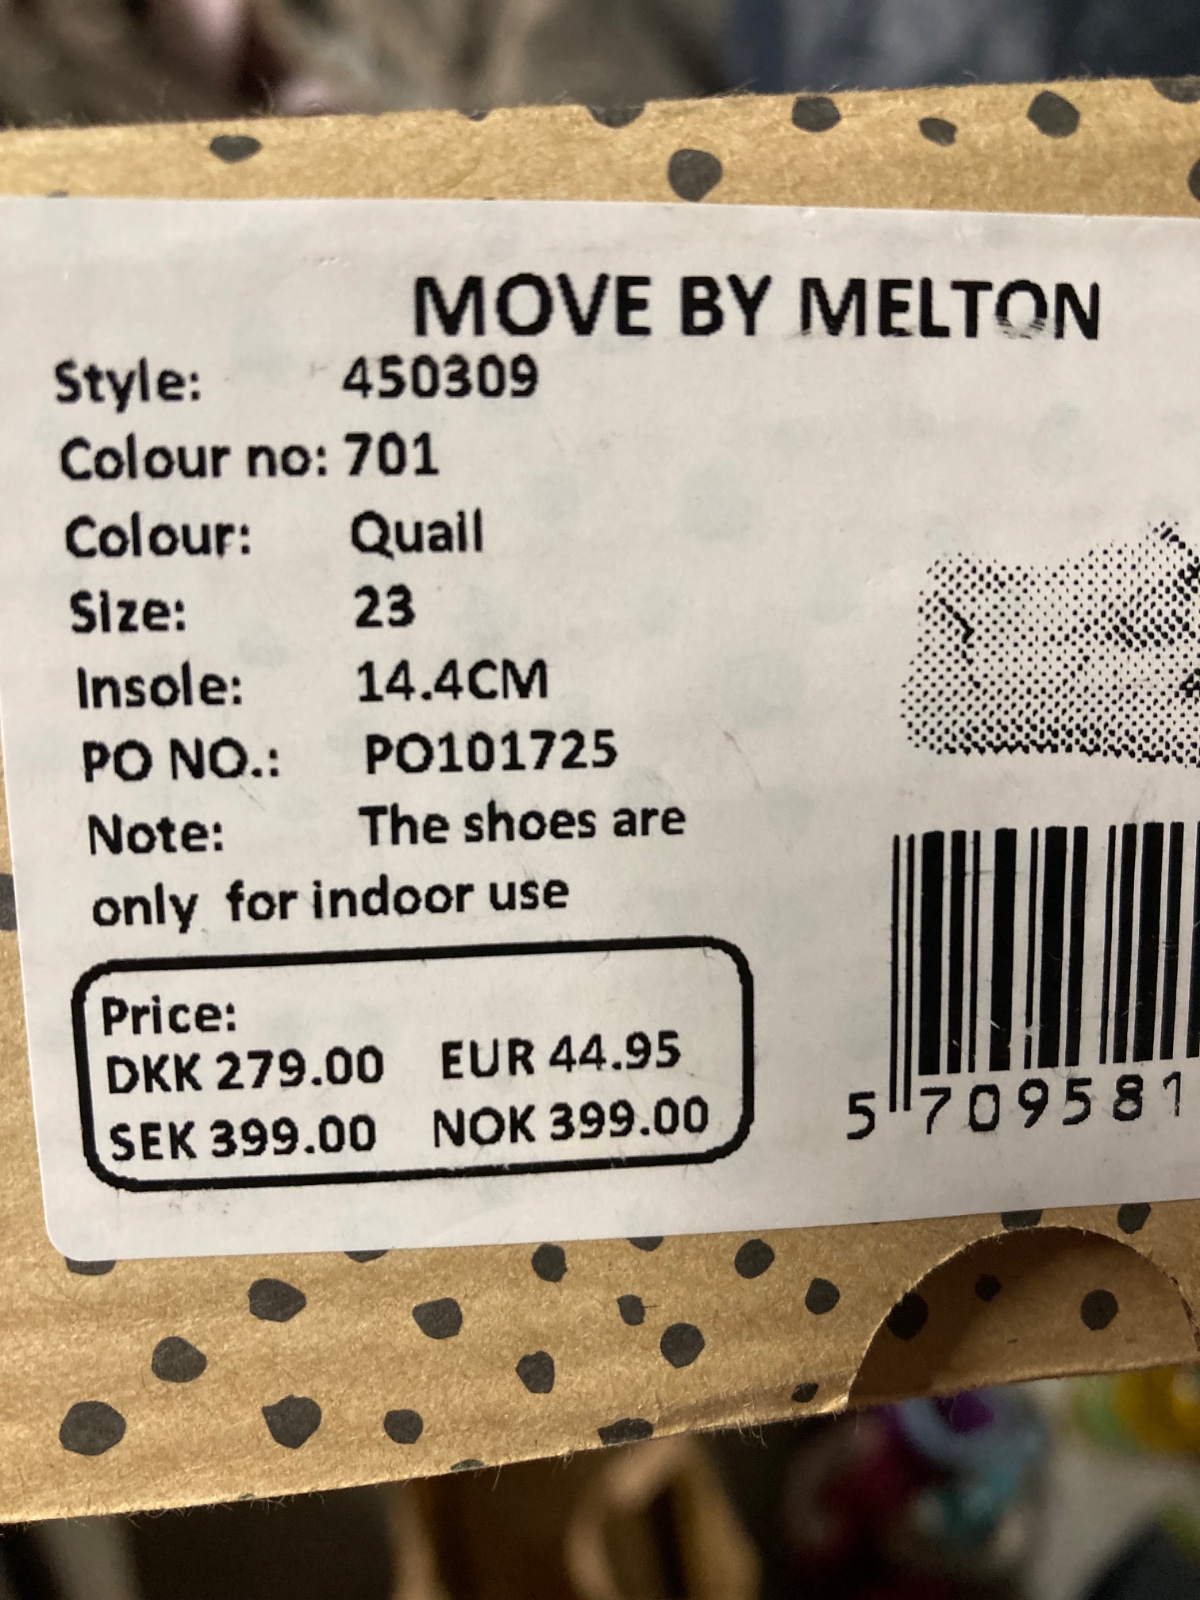 MOVE BY MELTON
Style: 450309
Colour no: 701
Colour: Quail
Size: 23
Insole: 14.4CM
PO NO.: PO101725
Note: The shoes are
only for indoor use
Price:
DKK 279.00 EUR 44.95
SEK 399.00 NOK 399.00
5 709581